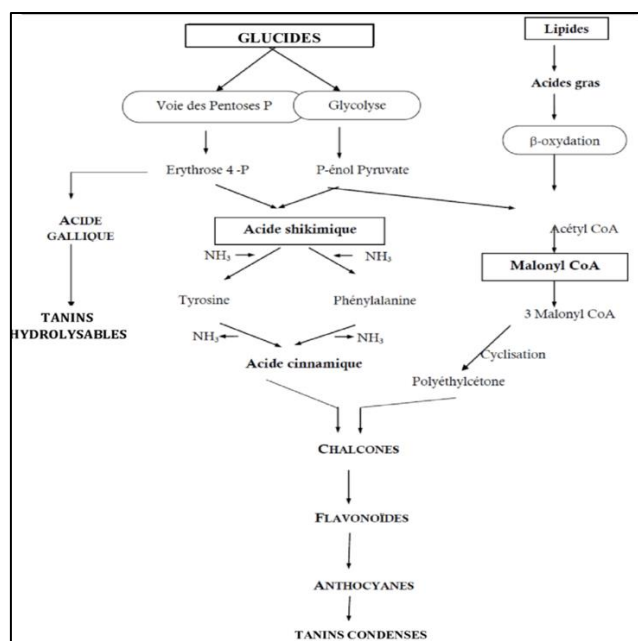 GLUCIDES
Lipides
Acides gras
Voie des Pentoses P
Glycolyse
β-oxydation
Erythrose 4 -P
P-énol Pyruvate
ACIDE
GALLIQUE
Acide shikimique
Acétyl CoA
NH₃
NH₃
Malonyl CoA
TANINS
HYDROLYSABLES
Tyrosine
Phénylalanine
3 Malonyl CoA
NH₃
NH₃
Cyclisation
Acide cinnamique
Polyéthylcétone
CHALCONES
FLAVONOÏDES
ANTHOCYANES
TANINS CONDENSES